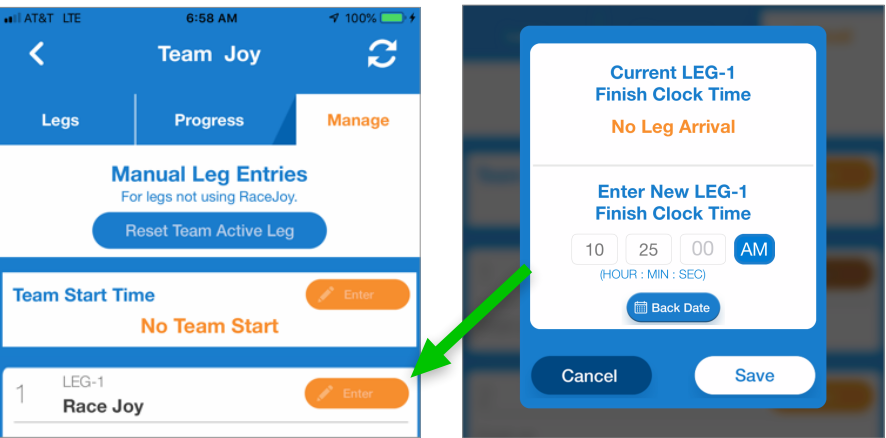 AT&T LTE 6:58 AM 100%
Team Joy
Legs Progress Manage
Manual Leg Entries
For legs not using RaceJoy.
Reset Team Active Leg
Team Start Time
Enter
No Team Start
1
LEG-1
Race Joy
Enter
Current LEG-1
Finish Clock Time
No Leg Arrival
Enter New LEG-1
Finish Clock Time
10 25 00 AM
(HOUR : MIN : SEC)
Back Date
Cancel Save